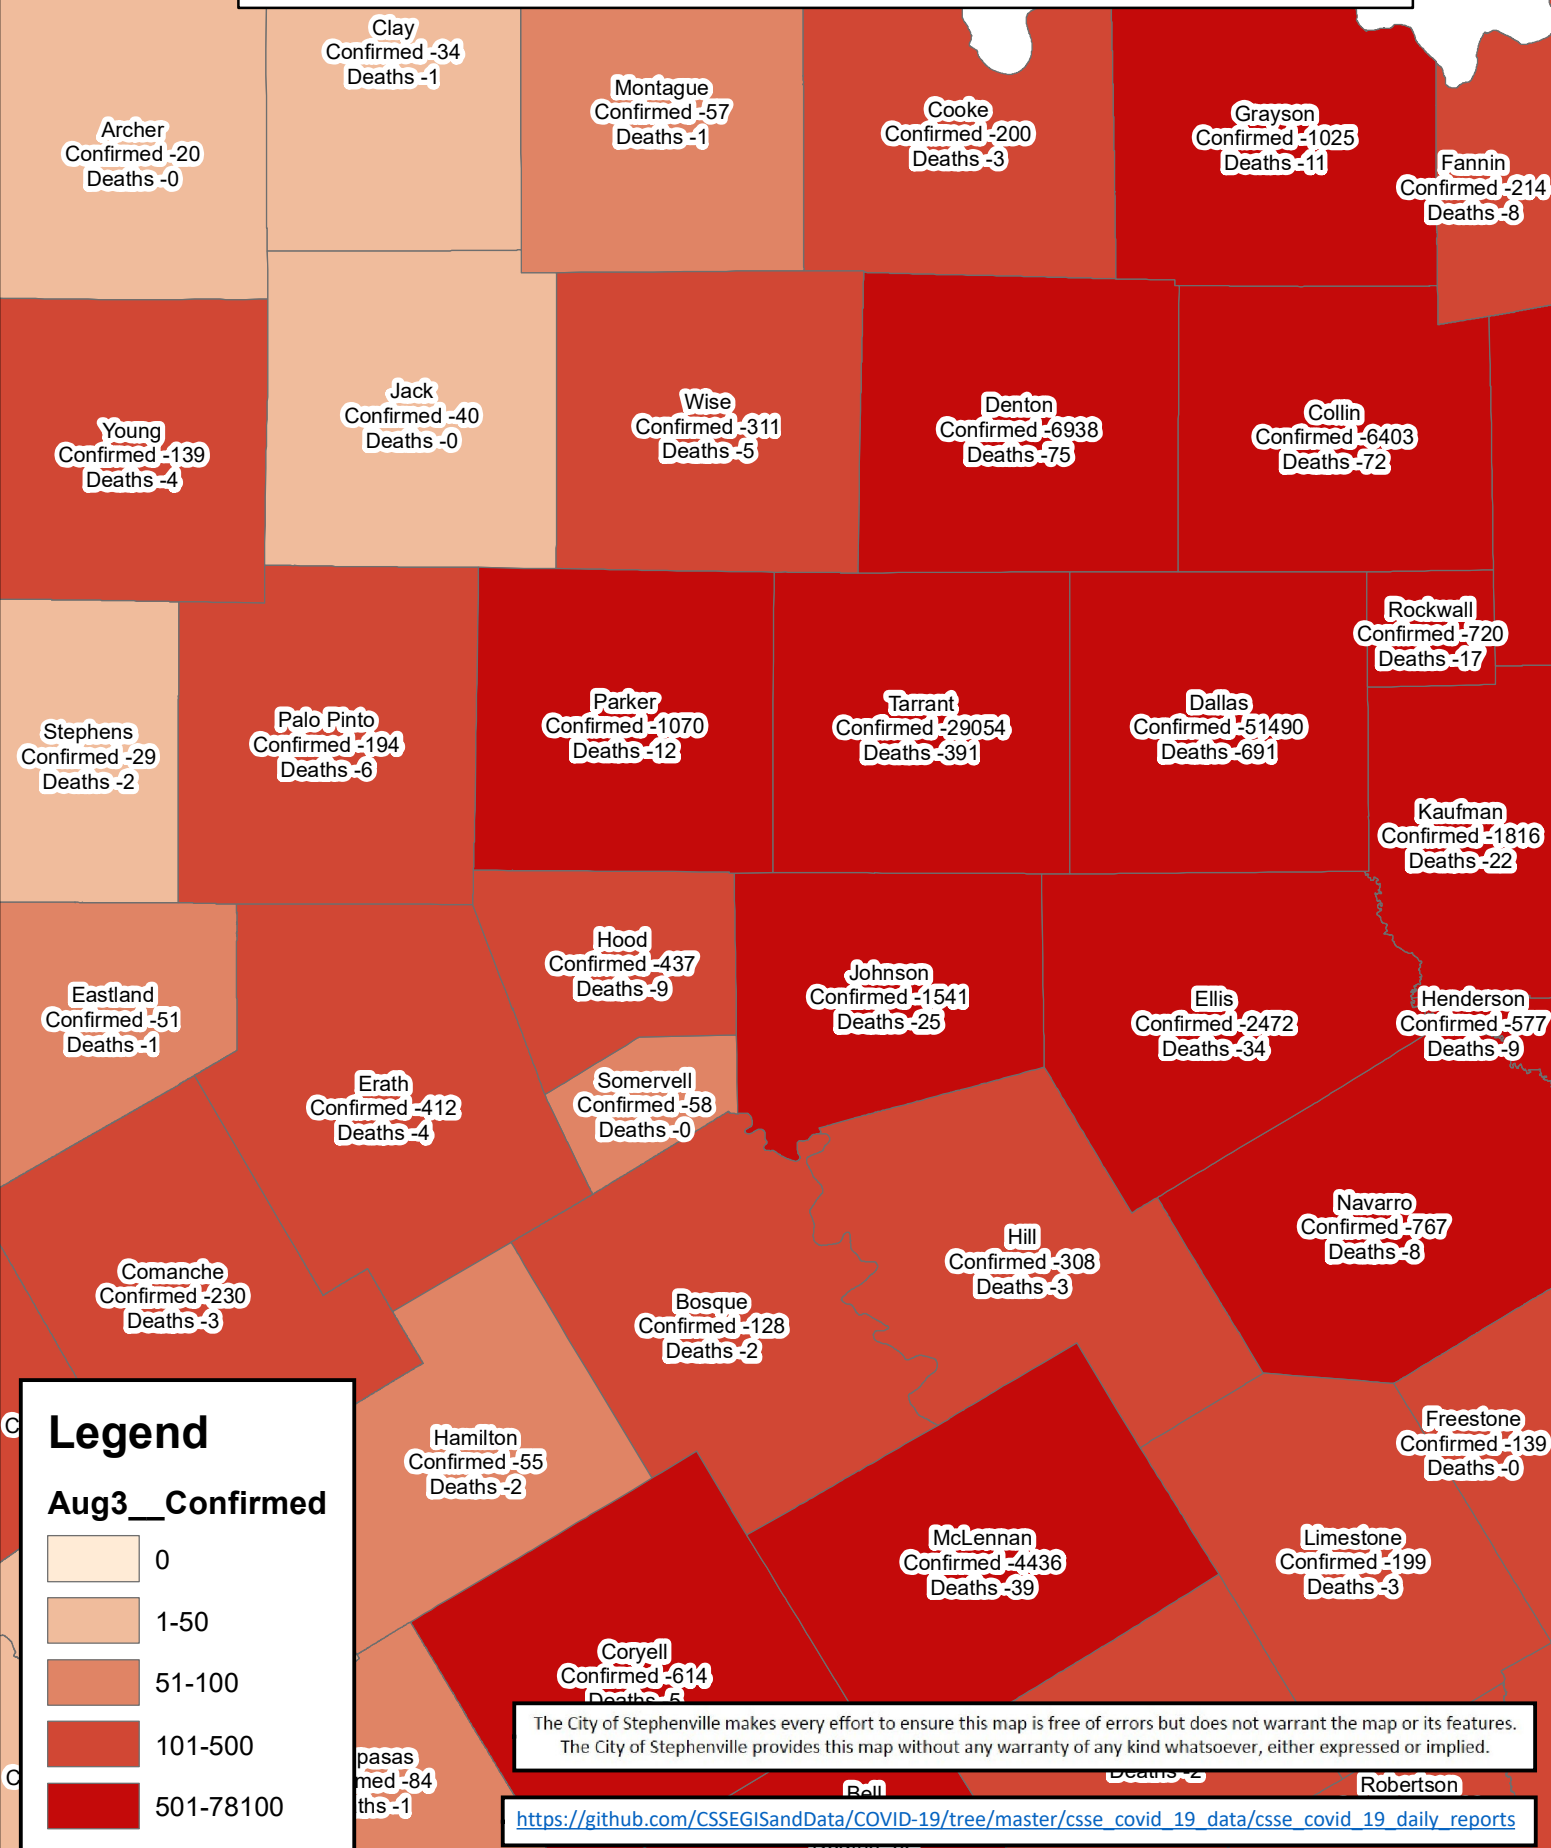 Clay
Confirmed -34
Deaths -1
Montague
Confirmed -57
Deaths -1
Cooke
Confirmed -200
Deaths -3
Grayson
Confirmed -1025
Deaths -11
Archer
Confirmed -20
Deaths -0
Fannin
Confirmed -214
Deaths -8
Young
Confirmed -139
Deaths -4
Jack
Confirmed -40
Deaths -0
Wise
Confirmed -311
Deaths -5
Denton
Confirmed -6938
Deaths -75
Collin
Confirmed -6403
Deaths -72
Rockwall
Confirmed -720
Deaths -17
Stephens
Confirmed -29
Deaths -2
Palo Pinto
Confirmed -194
Deaths -6
Parker
Confirmed -1070
Deaths -12
Tarrant
Confirmed -29054
Deaths -391
Dallas
Confirmed -51490
Deaths -691
Kaufman
Confirmed -1816
Deaths -22
Eastland
Confirmed -51
Deaths -1
Hood
Confirmed -437
Deaths -9
Johnson
Confirmed -1541
Deaths -25
Ellis
Confirmed -2472
Deaths -34
Henderson
Confirmed -577
Deaths -9
Erath
Confirmed -412
Deaths -4
Somervell
Confirmed -58
Deaths -0
Comanche
Confirmed -230
Deaths -3
Bosque
Confirmed -128
Deaths -2
Hill
Confirmed -308
Deaths -3
Navarro
Confirmed -767
Deaths -8
Hamilton
Confirmed -55
Deaths -2
Freestone
Confirmed -139
Deaths -0
McLennan
Confirmed -4436
Deaths -39
Limestone
Confirmed -199
Deaths -3
Coryell
Confirmed -614
Deaths -5
pasas
med -84
ths -1
Deaths -2
Bell
Robertson
C
C
Legend
Aug3__Confirmed
0
1-50
51-100
101-500
501-78100
The City of Stephenville makes every effort to ensure this map is free of errors but does not warrant the map or its features.
The City of Stephenville provides this map without any warranty of any kind whatsoever, either expressed or implied.
https://github.com/CSSEGISandData/COVID-19/tree/master/csse_covid_19_data/csse_covid_19_daily_reports